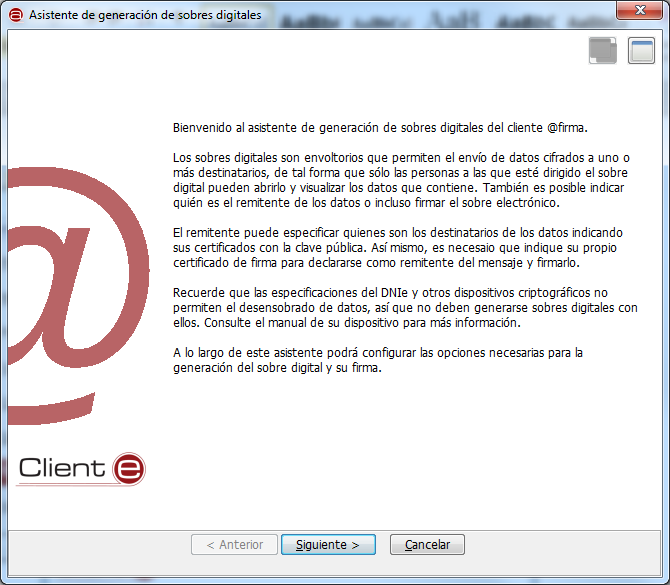 Asistente de generación de sobres digitales
Bienvenido al asistente de generación de sobres digitales del cliente @firma.
Los sobres digitales son envoltorios que permiten el envío de datos cifrados a uno o
más destinatarios, de tal forma que sólo las personas a las que esté dirigido el sobre
digital pueden abrirlo y visualizar los datos que contiene. También es posible indicar
quién es el remitente de los datos o incluso firmar el sobre electrónico.
El remitente puede especificar quienes son los destinatarios de los datos indicando
sus certificados con la clave pública. Así mismo, es necesaio que indique su propio
certificado de firma para declararse como remitente del mensaje y firmarlo.
Recuerde que las especificaciones del DNIe y otros dispositivos criptográficos no
permiten el desensobrado de datos, así que no deben generarse sobres digitales con
ellos. Consulte el manual de su dispositivo para más información.
A lo largo de este asistente podrá configurar las opciones necesarias para la
generación del sobre digital y su firma.
@
Client e
< Anterior
Siguiente >
Cancelar